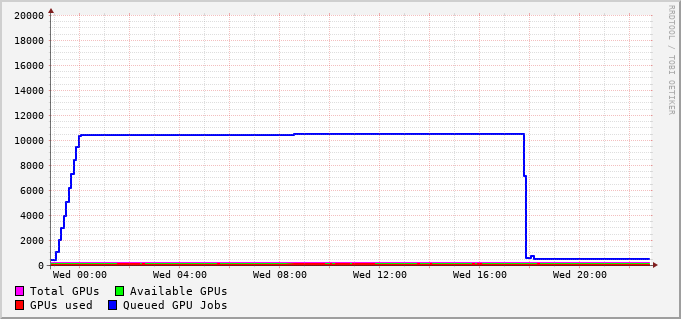 20000
18000
16000
14000
12000
10000
8000
6000
4000
2000
0
Wed 00:00 Wed 04:00 Wed 08:00 Wed 12:00 Wed 16:00 Wed 20:00
Total GPUs Available GPUs
GPUs used Queued GPU Jobs
RRDTOOL / TOBI OETIKER